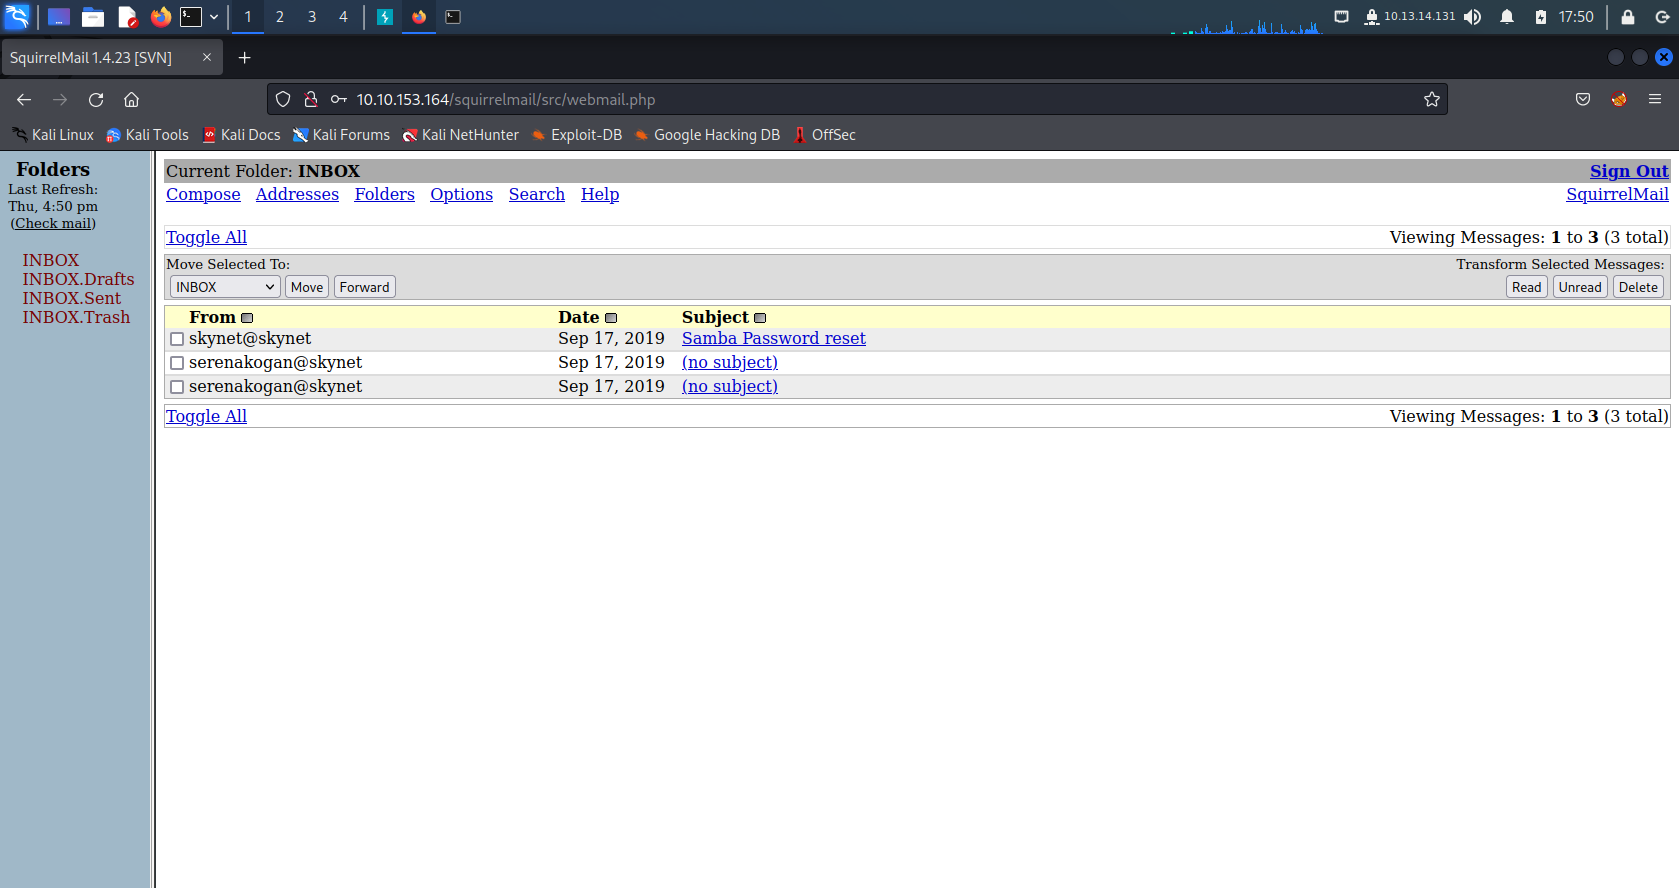 1 2 3 4 10.13.14.131 17:50
SquirrelMail 1.4.23 [SVN]
10.10.153.164/squirrelmail/src/webmail.php
Kali Linux Kali Tools Kali Docs Kali Forums Kali NetHunter Exploit-DB Google Hacking DB OffSec
Folders
Last Refresh:
Thu, 4:50 pm
(Check mail)
INBOX
INBOX.Drafts
INBOX.Sent
INBOX.Trash
Current Folder: INBOX Sign Out
Compose Addresses Folders Options Search Help SquirrelMail
Toggle All Viewing Messages: 1 to 3 (3 total)
Move Selected To: Transform Selected Messages:
INBOX Move Forward Read Unread Delete
From Date Subject
skynet@skynet Sep 17, 2019 Samba Password reset
serenakogan@skynet Sep 17, 2019 (no subject)
serenakogan@skynet Sep 17, 2019 (no subject)
Toggle All Viewing Messages: 1 to 3 (3 total)